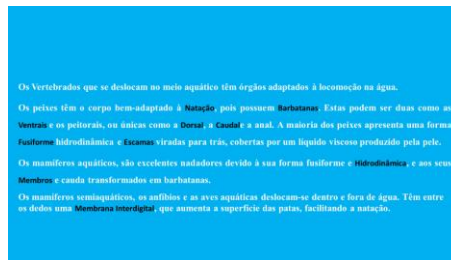 Os Vertebrados que se deslocam no meio aquático têm órgãos adaptados à locomoção na água.
Os peixes têm o corpo bem-adaptado à Natação, pois possuem Barbatanas. Estas podem ser duas como as
Ventrais e os peitorais, ou únicas como a Dorsal, a Caudal e a anal. A maioria dos peixes apresenta uma forma
Fusiforme hidrodinâmica e Escamas viradas para trás, cobertas por um líquido viscoso produzido pela pele.
Os mamíferos aquáticos, são excelentes nadadores devido à sua forma fusiforme e Hidrodinâmica, e aos seus
Membros e cauda transformados em barbatanas.
Os mamíferos semiaquáticos, os anfíbios e as aves aquáticas deslocam-se dentro e fora de água. Têm entre
os dedos uma Membrana Interdigital, que aumenta a superfície das patas, facilitando a natação.